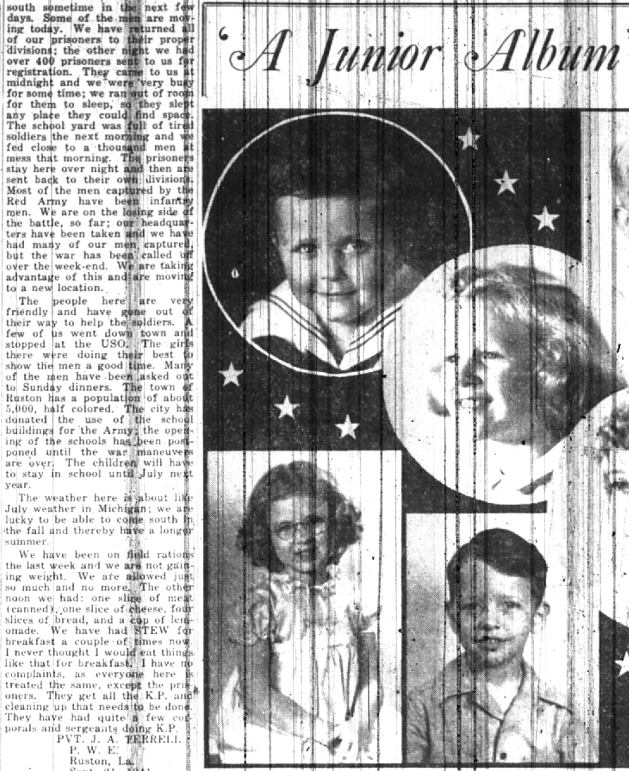 south sometime in the next few
days. Some of the men are mov-
ing today. We have returned all
of our prisoners to their proper
divisions; the other night we had
over 400 prisoners sent to us for
registration. They came to us at
midnight and we were very busy
for some time; we ran out of room
for them to sleep, so they slept
any place they could find space.
The school yard was full of tired
soldiers the next morning and we
fed close to a thousand men at
mess that morning. The prisoners
stay here over night and then are
sent back to their own divisions.
Most of the men captured by the
Red Army have been infantry
men. We are on the losing side of
the battle, so far; our headquar-
ters have been taken and we have
had many of our men captured,
but the war has been called off
over the week-end. We are taking
advantage of this and are moving
to a new location.
The people here are very
friendly and have gone out of
their way to help the soldiers. A
few of us went down town and
stopped at the USO. The girls
there were doing their best to
show the men a good time. Many
of the men have been asked out
to Sunday dinners. The town of
Ruston has a population of about
5,000, half colored. The city has
donated the use of the school
buildings for the Army; the open-
ing of the schools has been post-
poned until the war maneuvers
are over. The children will have
to stay in school until July next
year.
The weather here is about like
July weather in Michigan; we are
lucky to be able to come south in
the fall and thereby have a longer
summer.
We have been on field rations
the last week and we are not gain-
ing weight. We are allowed just
so much and no more. The other
noon we had: one slice of meat
(canned), one slice of cheese, four
slices of bread, and a cup of lem-
onade. We have had STEW for
breakfast a couple of times now.
I never thought I would eat things
like that for breakfast. I have no
complaints, as everyone here is
treated the same, except the pris-
oners. They get all the K.P. and
cleaning up that needs to be done.
They have had quite a few cor-
porals and sergeants doing K.P.
PVT. J. A. TERRELL
P. W. E.
Ruston, La.
'A Junior Album'